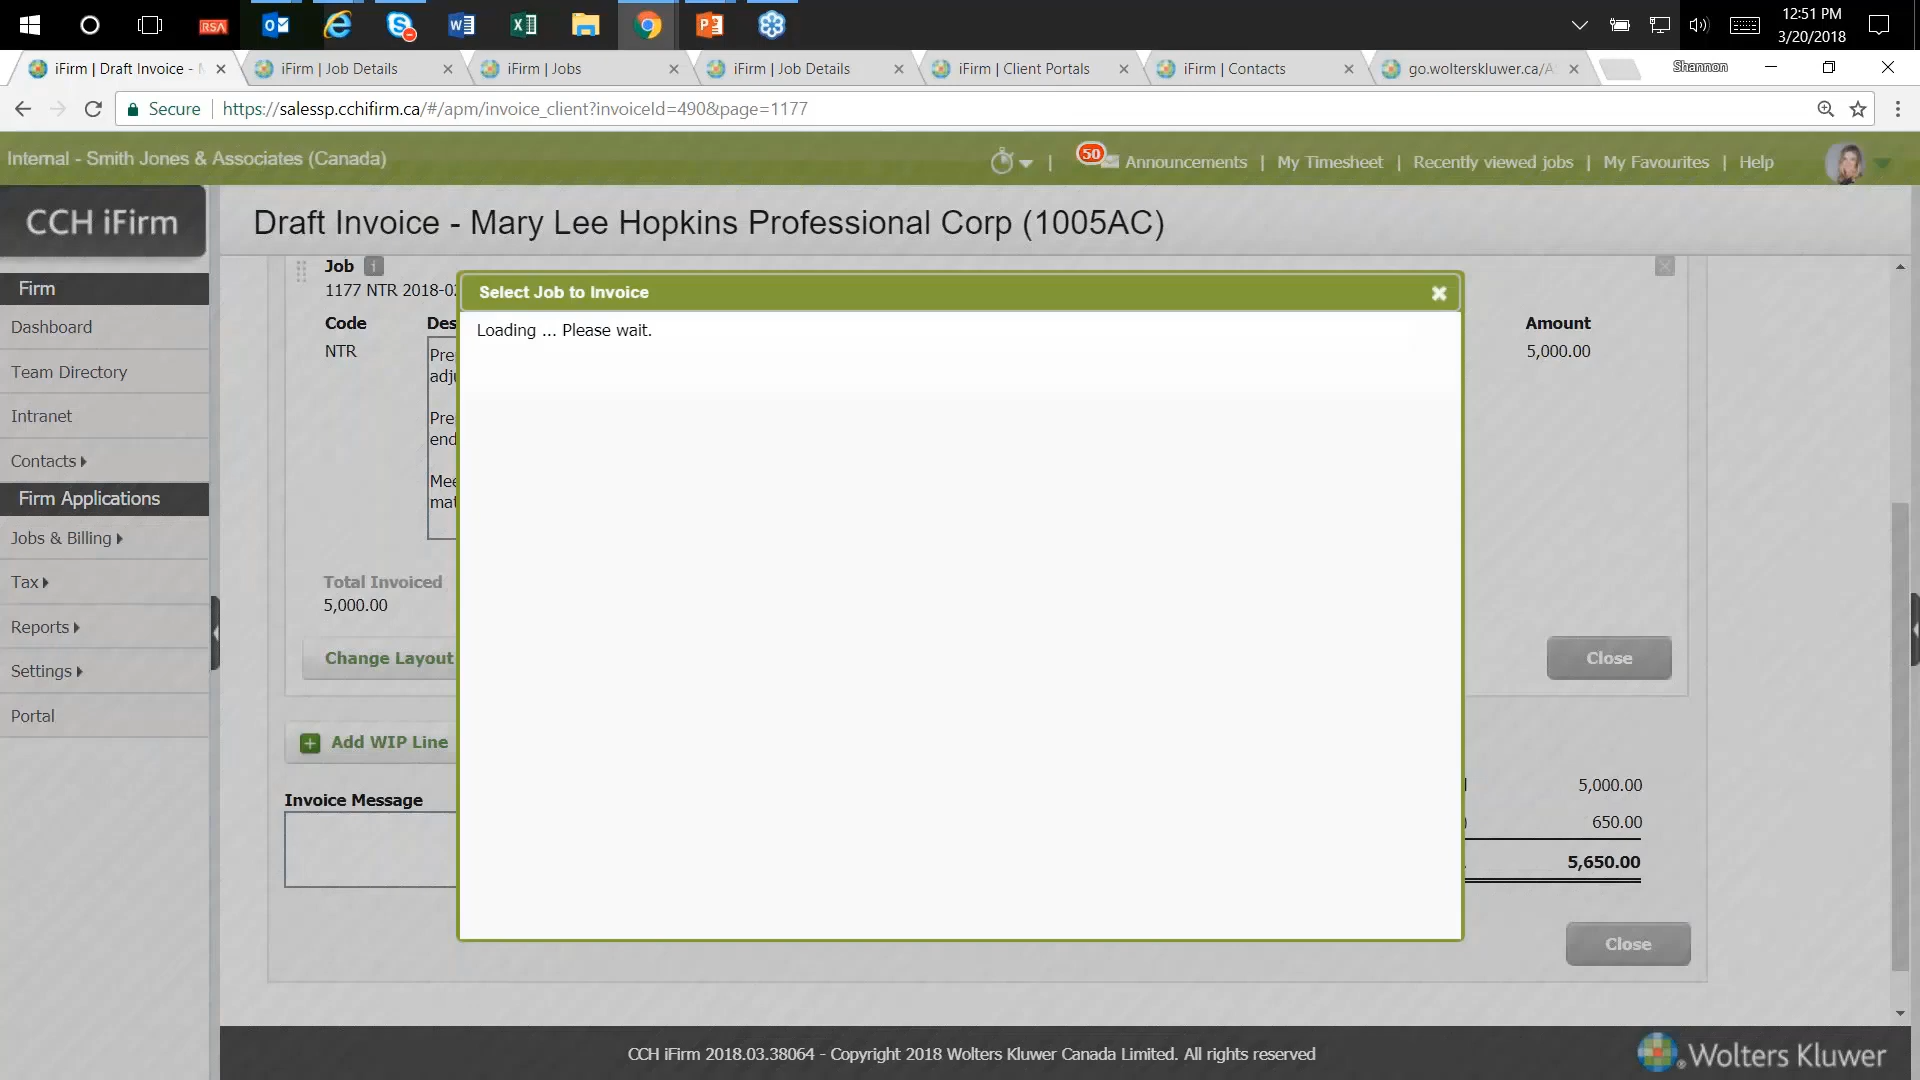 RSA
12:51 PM
3/20/2018
iFirm | Draft Invoice -
iFirm | Job Details
iFirm | Jobs
iFirm | Job Details
iFirm | Client Portals
iFirm | Contacts
go.wolterskluwer.ca/A
Shannon
Secure
https://salessp.cchifirm.ca/#/apm/invoice_client?invoiceId=490&page=1177
Internal - Smith Jones & Associates (Canada)
50
Announcements | My Timesheet | Recently viewed jobs | My Favourites | Help
CCH iFirm
Draft Invoice - Mary Lee Hopkins Professional Corp (1005AC)
Firm
Dashboard
Team Directory
Intranet
Contacts
Firm Applications
Jobs & Billing
Tax
Reports
Settings
Portal
Job
1177 NTR 2018-02
Code
Des
Amount
NTR
5,000.00
Pre
adju
Pre
end
Mee
mat
Total Invoiced
5,000.00
Change Layout
Close
Add WIP Line
Invoice Message
5,000.00
650.00
5,650.00
Close
Select Job to Invoice
Loading ... Please wait.
CCH iFirm 2018.03.38064 - Copyright 2018 Wolters Kluwer Canada Limited. All rights reserved
Wolters Kluwer